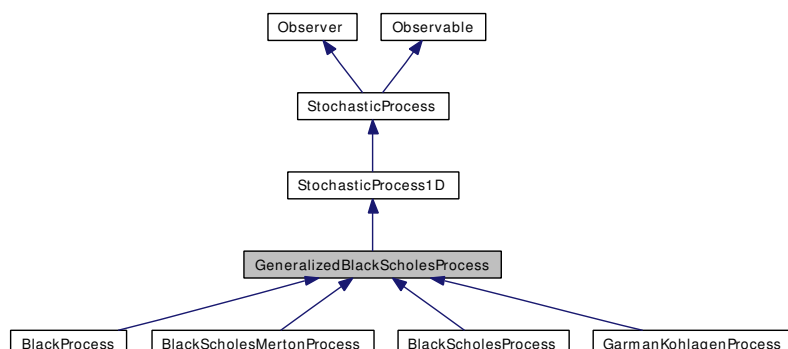 Observer
Observable
StochasticProcess
StochasticProcess1D
GeneralizedBlackScholesProcess
BlackProcess
BlackScholesMertonProcess
BlackScholesProcess
GarmanKohlagenProcess